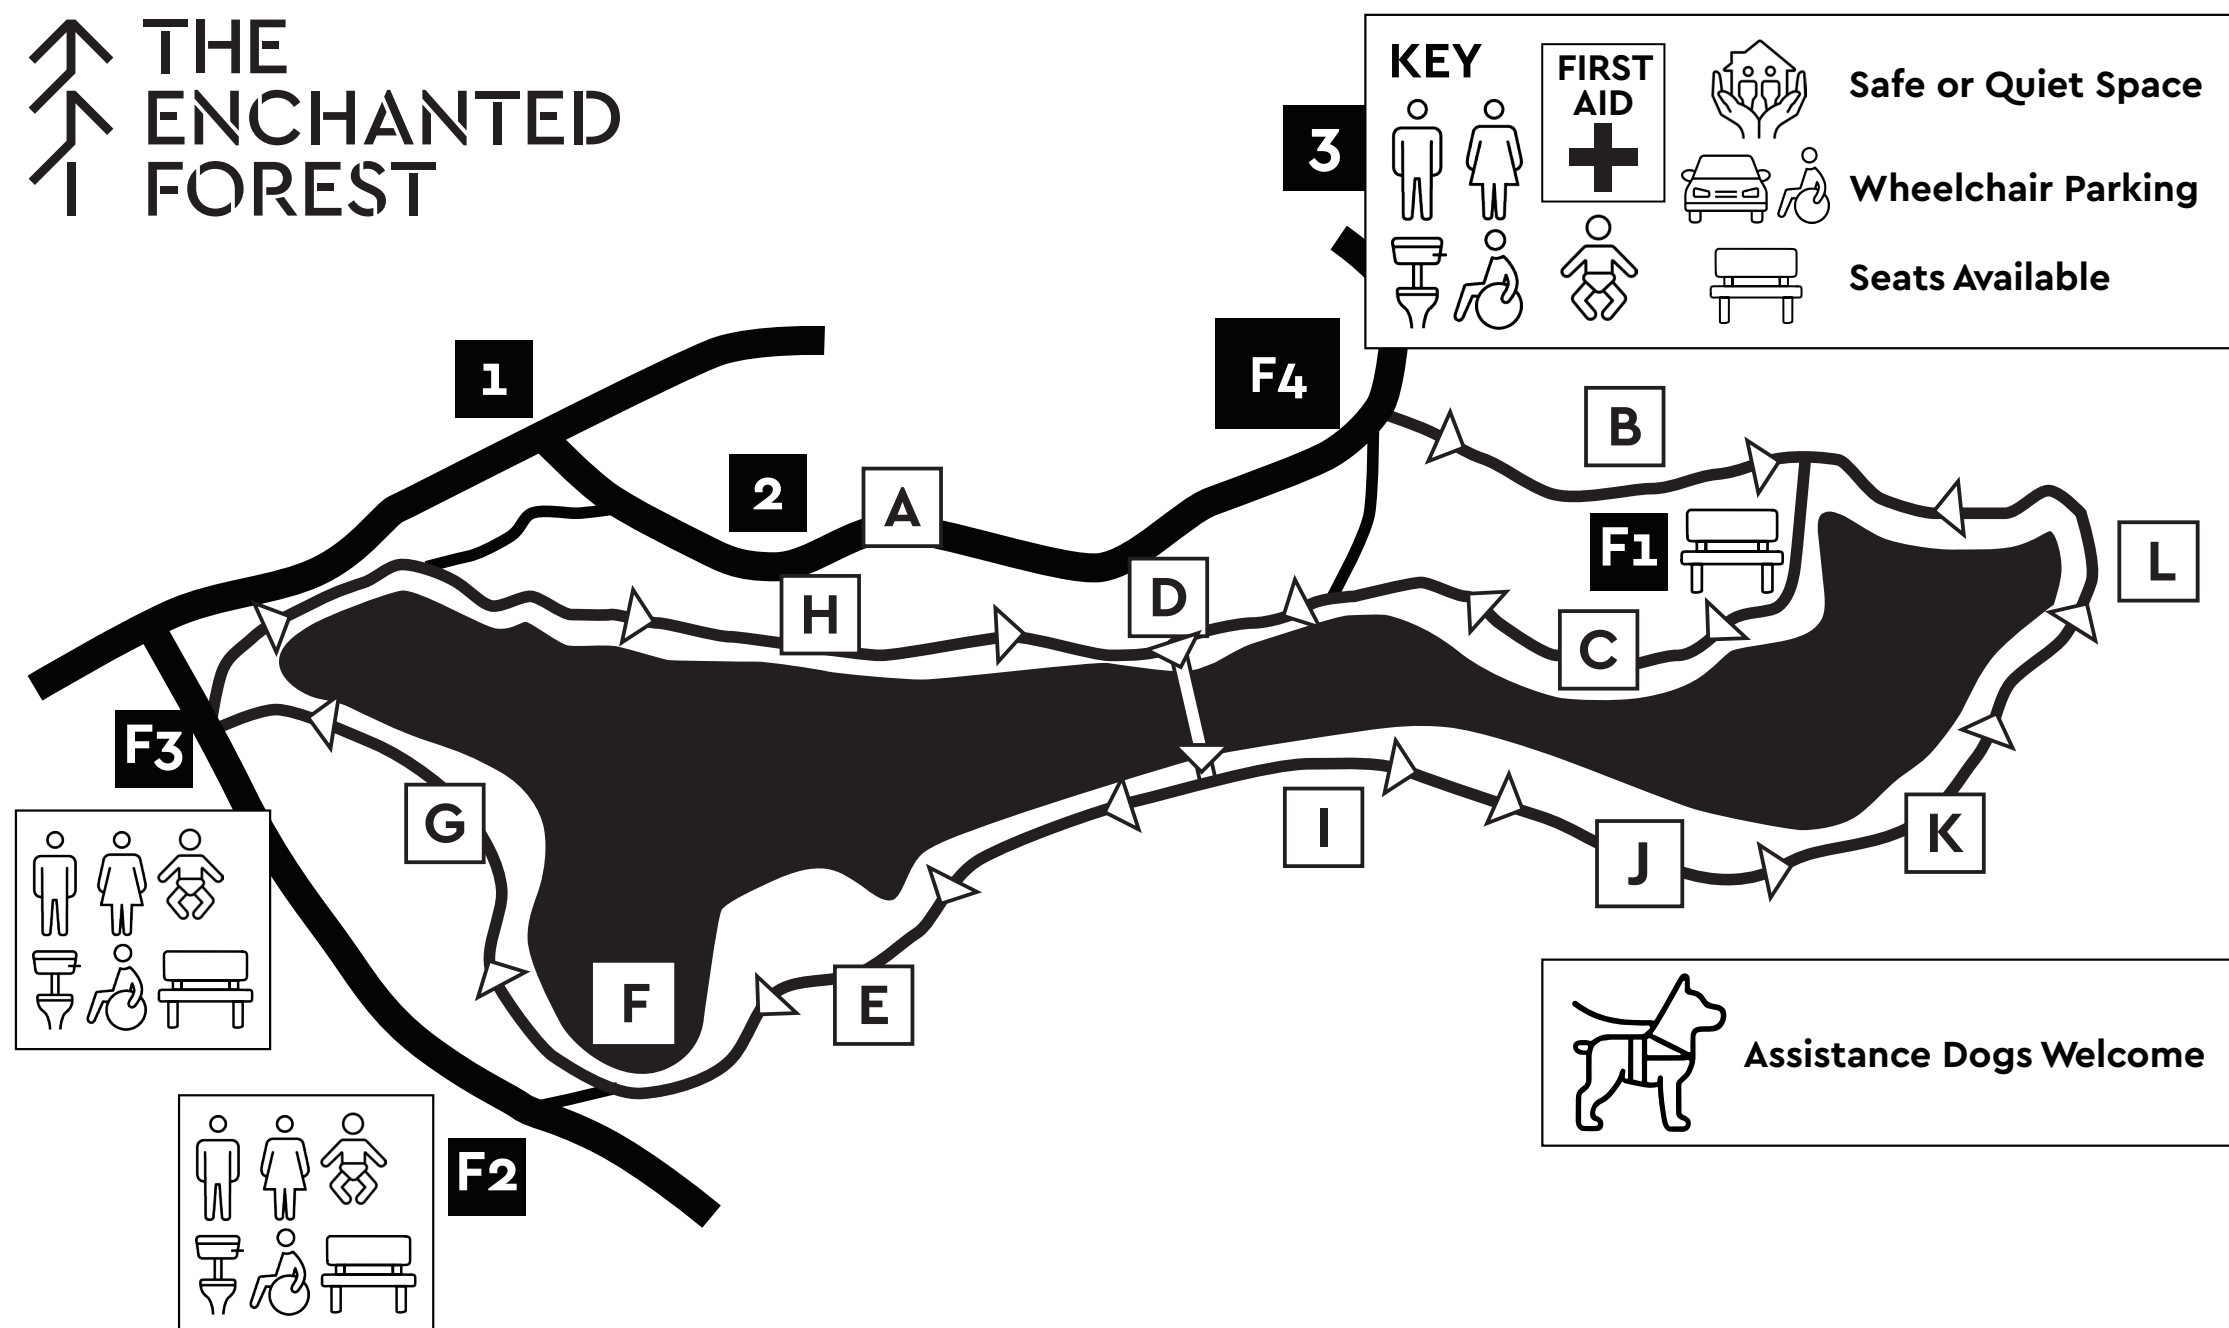 THE
ENCHANTED
FOREST
KEY
FIRST
AID
Safe or Quiet Space
Wheelchair Parking
Seats Available
3
1
F4
B
2
A
F1
L
D
H
C
F3
G
I
J
K
F
E
Assistance Dogs Welcome
F2